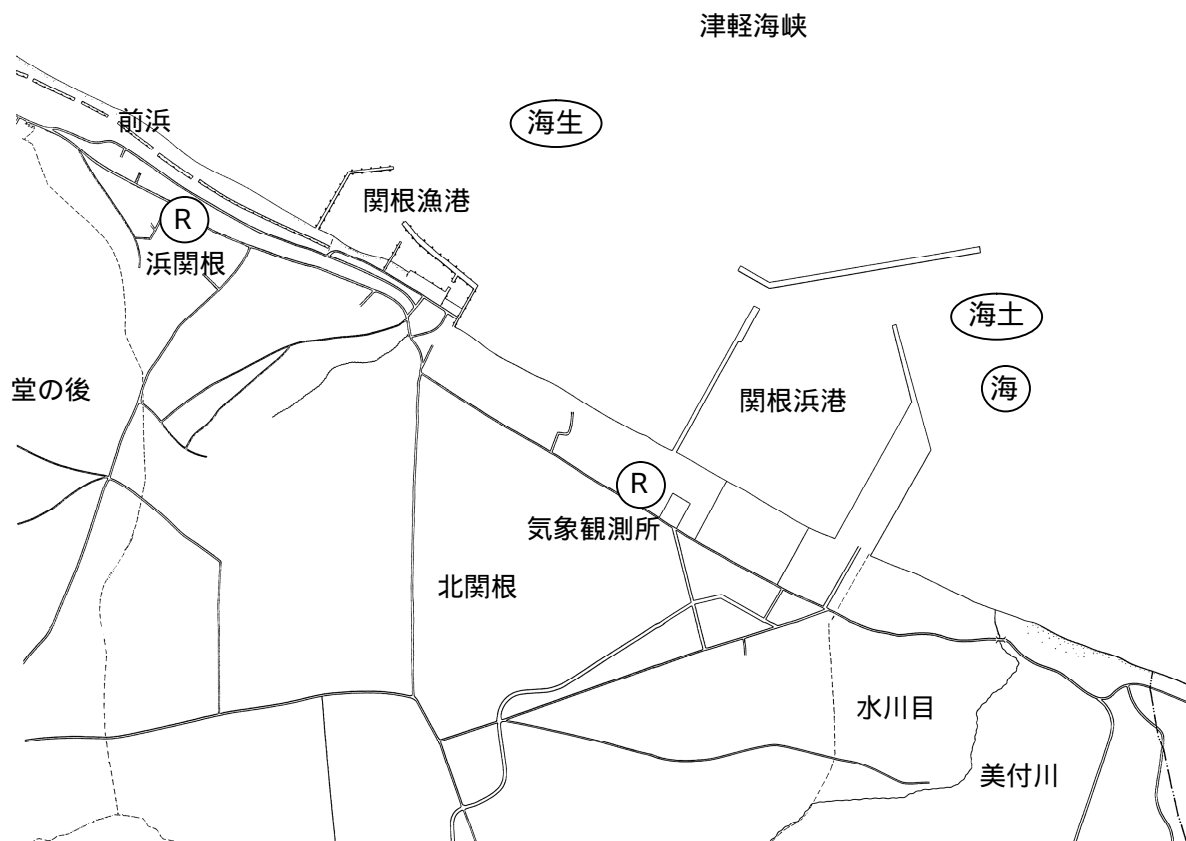 津軽海峡
前浜
海生
関根漁港
R
浜関根
海土
海
堂の後
関根浜港
R
気象観測所
北関根
水川目
美付川